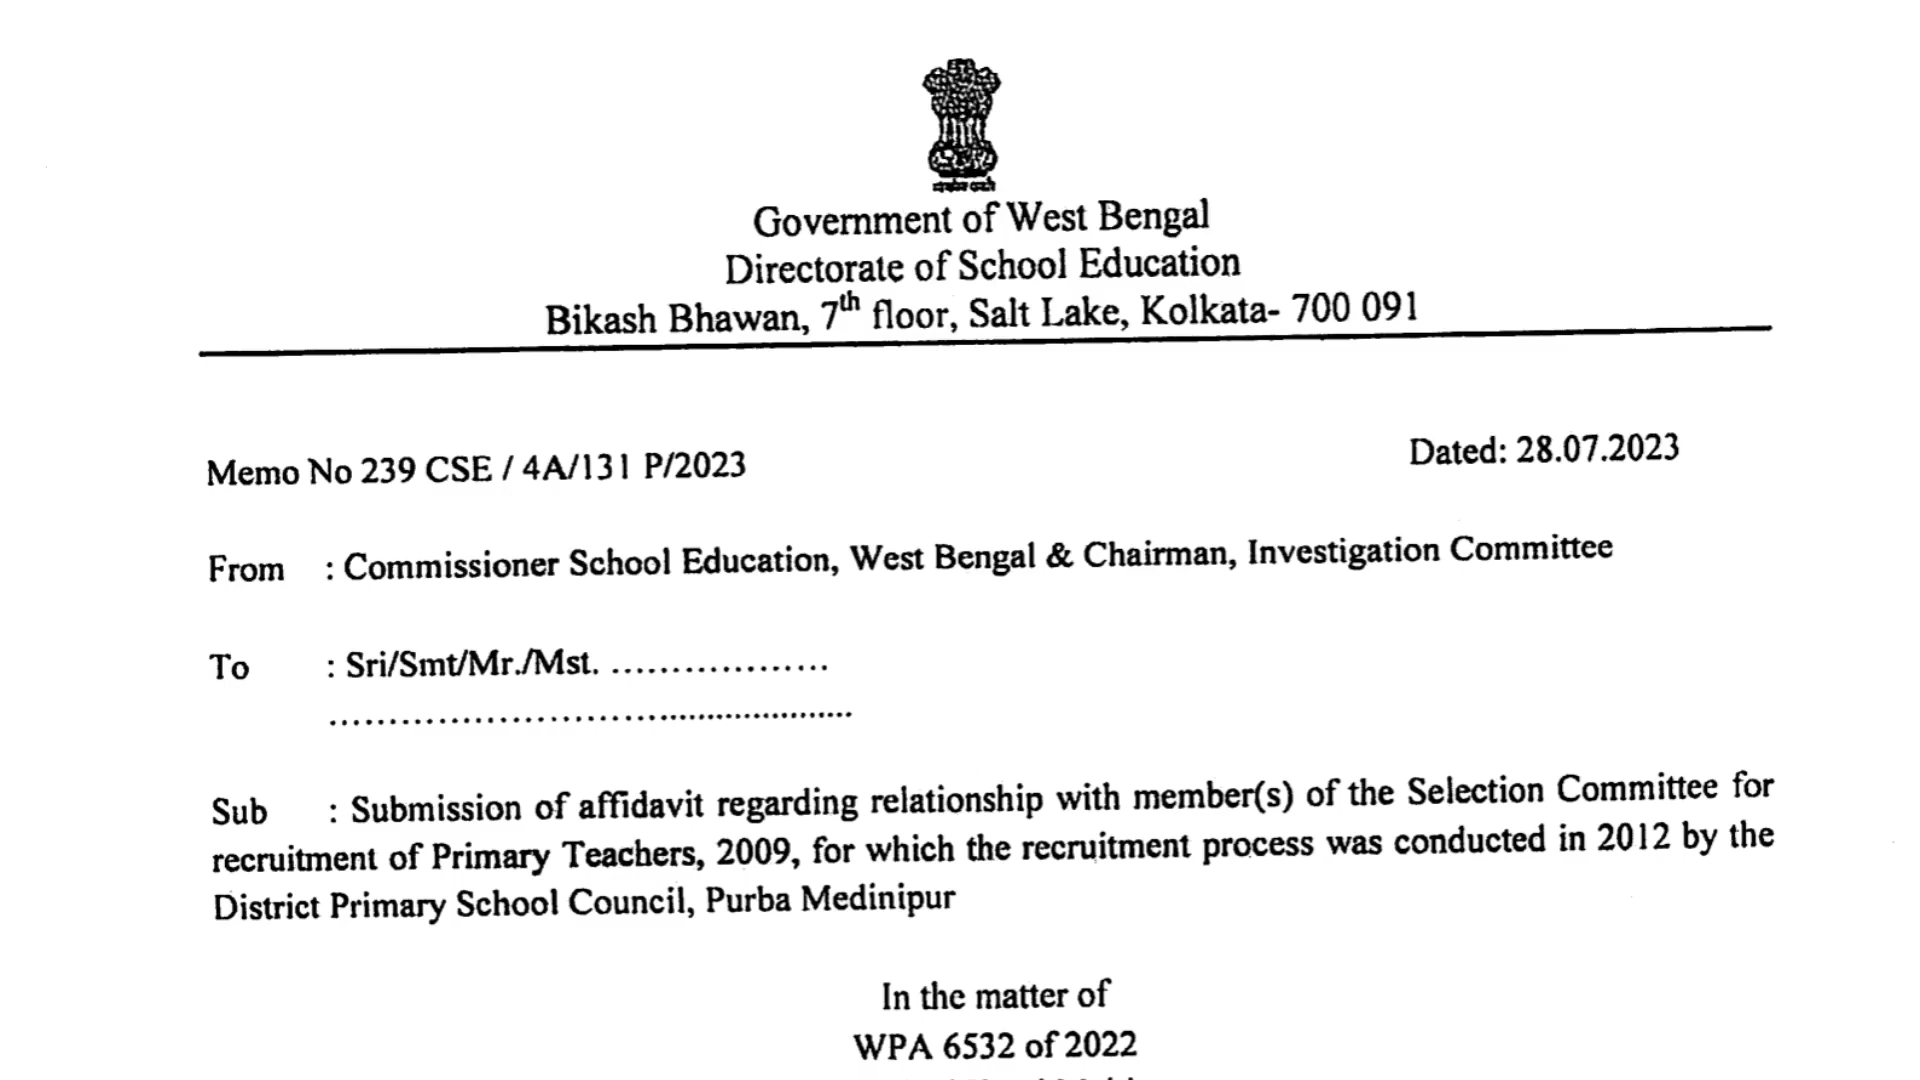 Government of West Bengal
Directorate of School Education
Bikash Bhawan, 7th floor, Salt Lake, Kolkata- 700 091
Memo No 239 CSE / 4A/131 P/2023
Dated: 28.07.2023
From : Commissioner School Education, West Bengal & Chairman, Investigation Committee
To : Sri/Smt/Mr./Mst. ..................
..........................................
Sub : Submission of affidavit regarding relationship with member(s) of the Selection Committee for
recruitment of Primary Teachers, 2009, for which the recruitment process was conducted in 2012 by the
District Primary School Council, Purba Medinipur
In the matter of
WPA 6532 of 2022